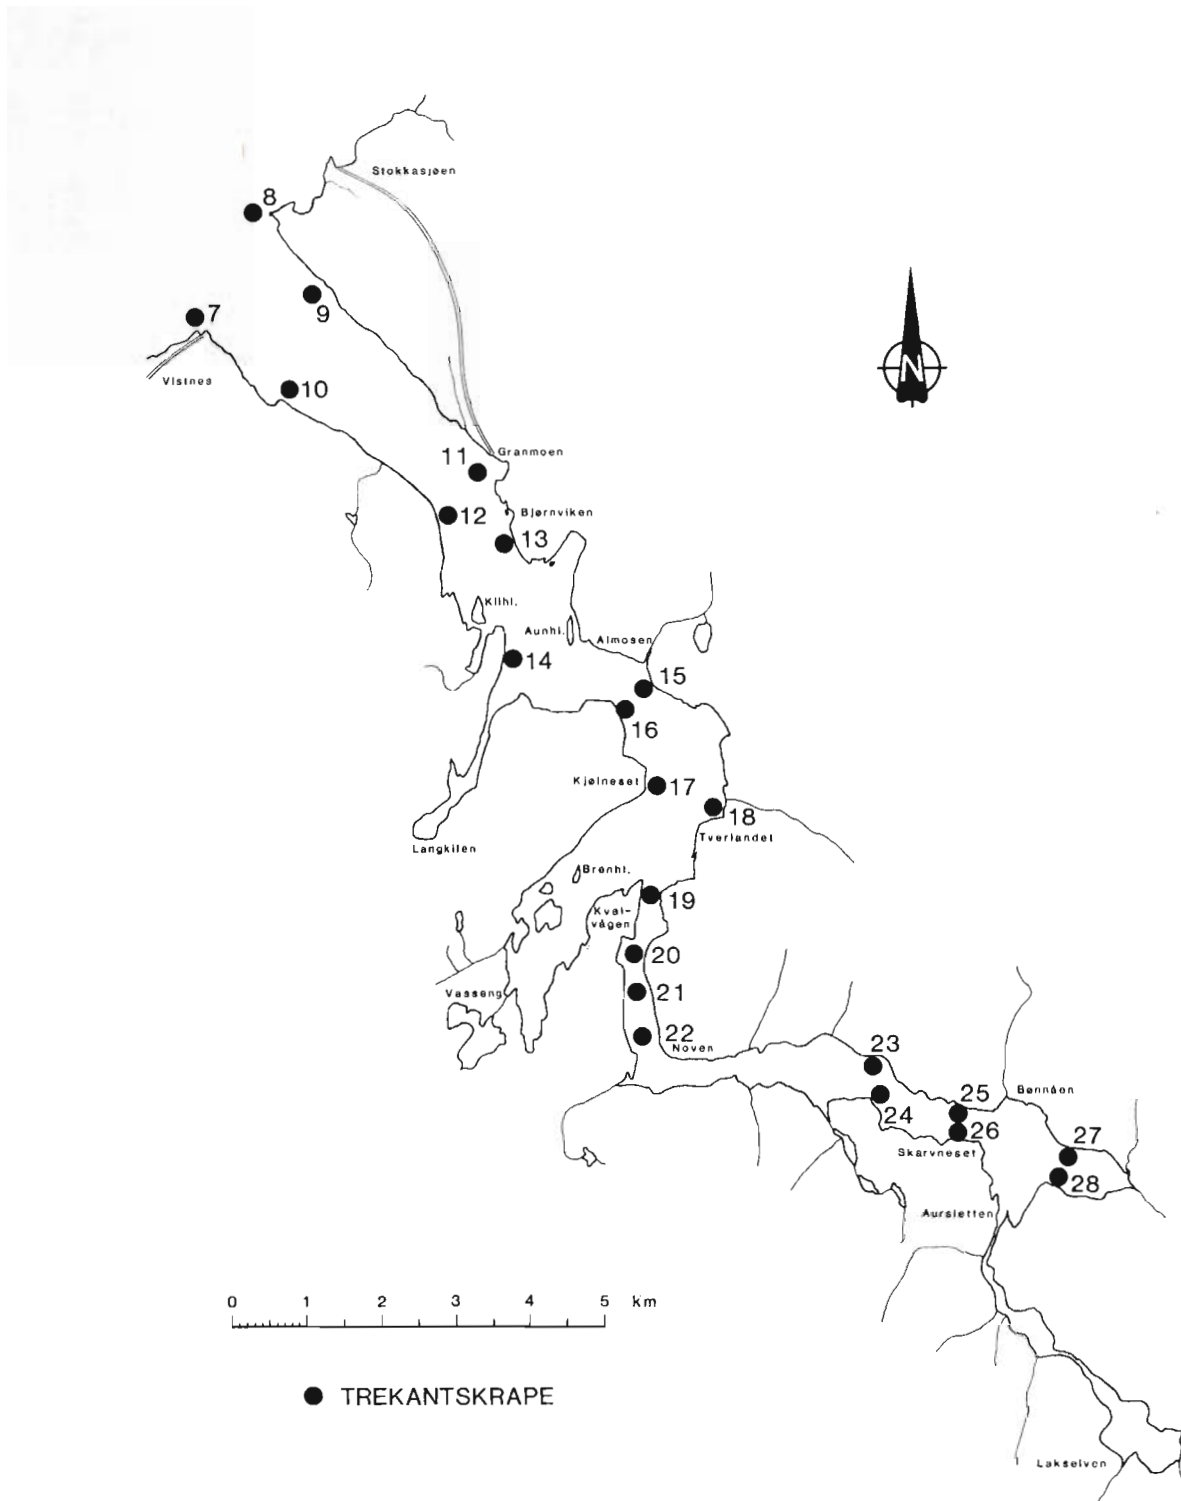 Stokkasjøen
8
9
7
Vistnes
10
11
Granmoen
12
Bjørnviken
13
Klihl.
Aunhl.
Almosen
14
15
16
Kjølneset
17
18
Tverlandet
Langkilen
Brønhl.
19
Kval-
vågen
20
21
Vasseng
22
Noven
23
Bønnåen
24
25
26
Skarvneset
27
28
Aursletten
N
0 1 2 3 4 5 km
TREKANTSKRAPE
Lakselven